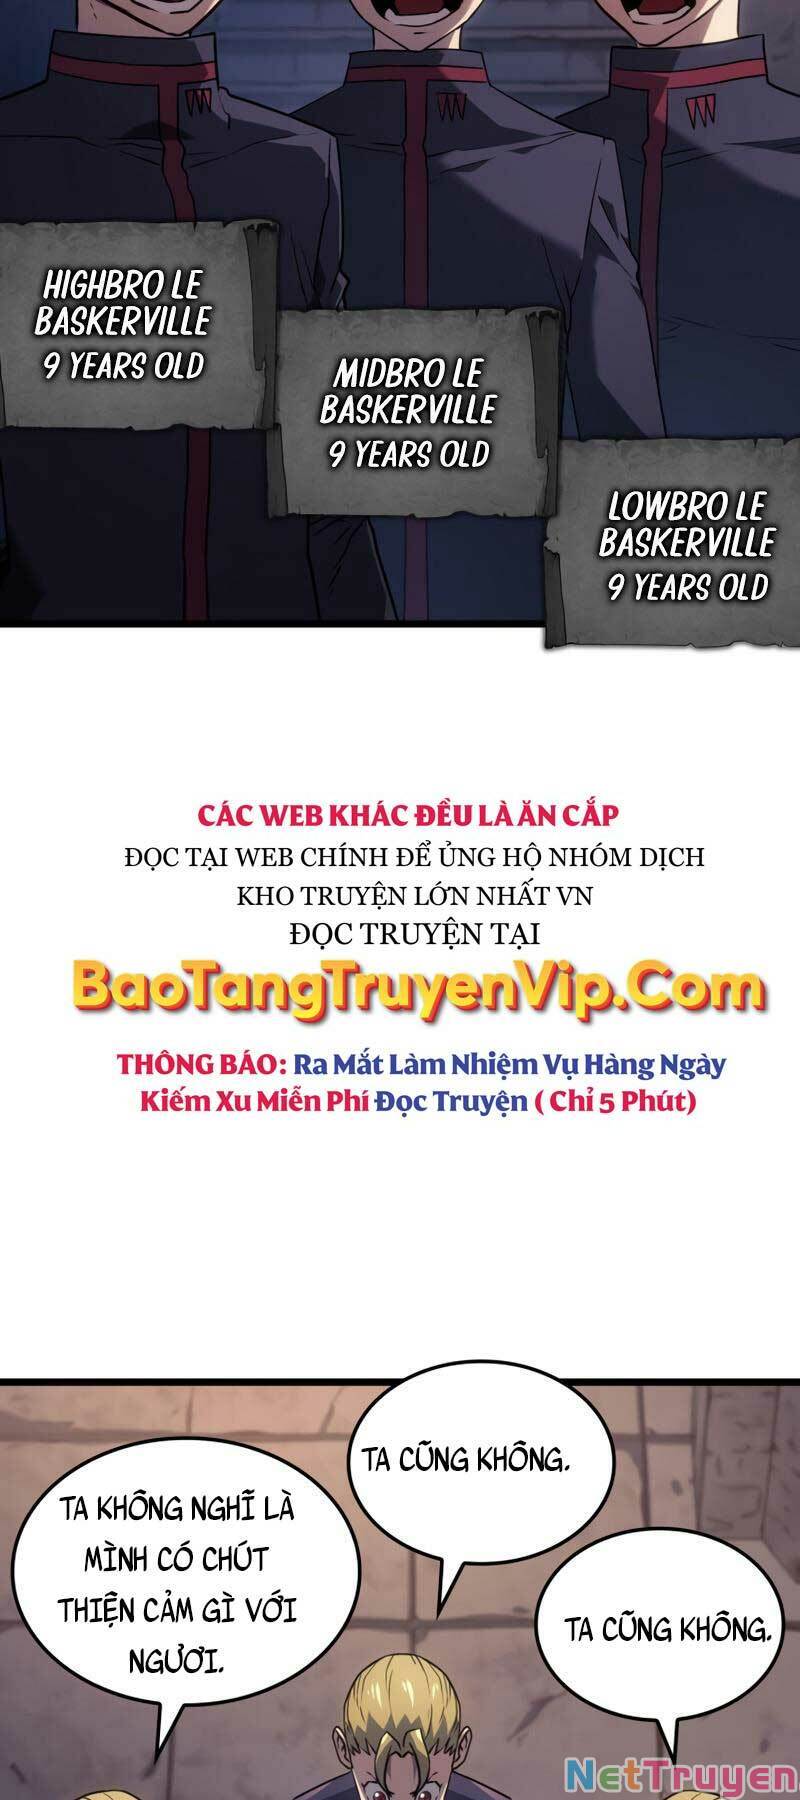 HIGHBRO LE
BASKERVILLE
9 YEARS OLD
MIDBRO LE
BASKERVILLE
9 YEARS OLD
LOWBRO LE
BASKERVILLE
9 YEARS OLD
CÁC WEB KHÁC ĐỀU LÀ ĂN CẮP
ĐỌC TẠI WEB CHÍNH ĐỂ ỦNG HỘ NHÓM DỊCH
KHO TRUYỆN LỚN NHẤT VN
ĐỌC TRUYỆN TẠI
BaoTangTruyenVip.Com
THÔNG BÁO: Ra Mắt Làm Nhiệm Vụ Hàng Ngày
Kiếm Xu Miễn Phí Đọc Truyện ( Chỉ 5 Phút)
TA CŨNG KHÔNG.
TA KHÔNG NGHĨ LÀ
MÌNH CÓ CHÚT
THIỆN CẢM GÌ VỚI
NGƯƠI.
TA CŨNG KHÔNG.
NetTruyen